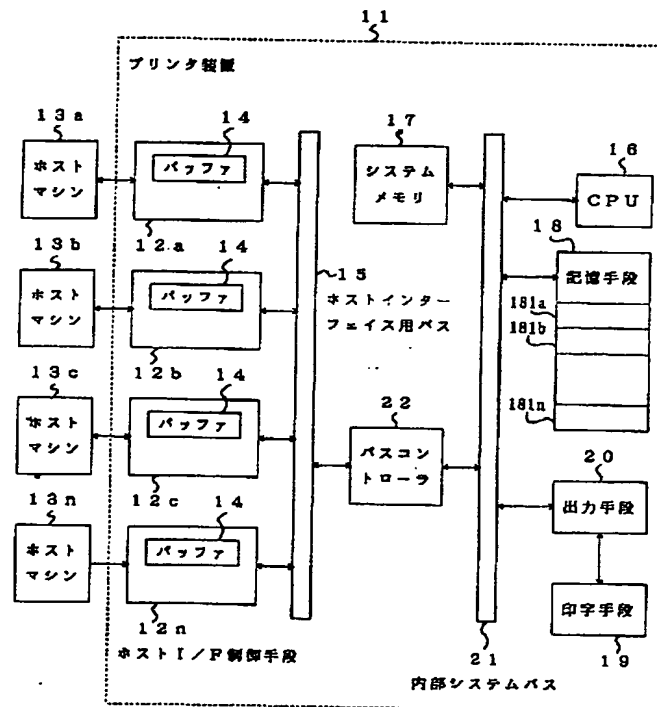 11
プリンタ装置
13a
ホスト
マシン
14
バッファ
12a
17
システム
メモリ
16
CPU
13b
ホスト
マシン
14
バッファ
12b
15
ホストインター
フェイス用バス
18
記憶手段
181a
181b
181n
13c
ホスト
マシン
14
バッファ
12c
22
バスコン
トローラ
20
出力手段
13n
ホスト
マシン
14
バッファ
12n
ホストI/F制御手段
21
内部システムバス
印字手段
19